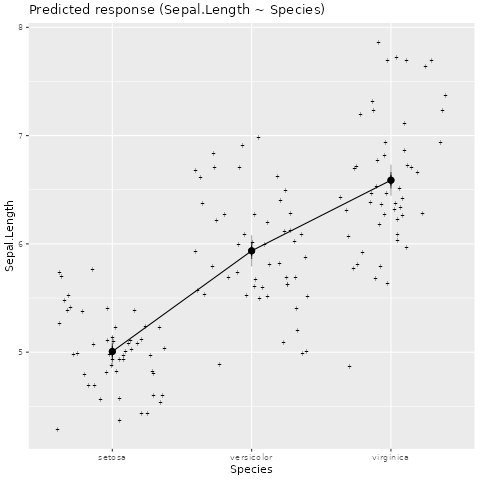 Predicted response (Sepal.Length ~ Species)
8
7
6
5
Sepal.Length
setosa versicolor virginica
Species